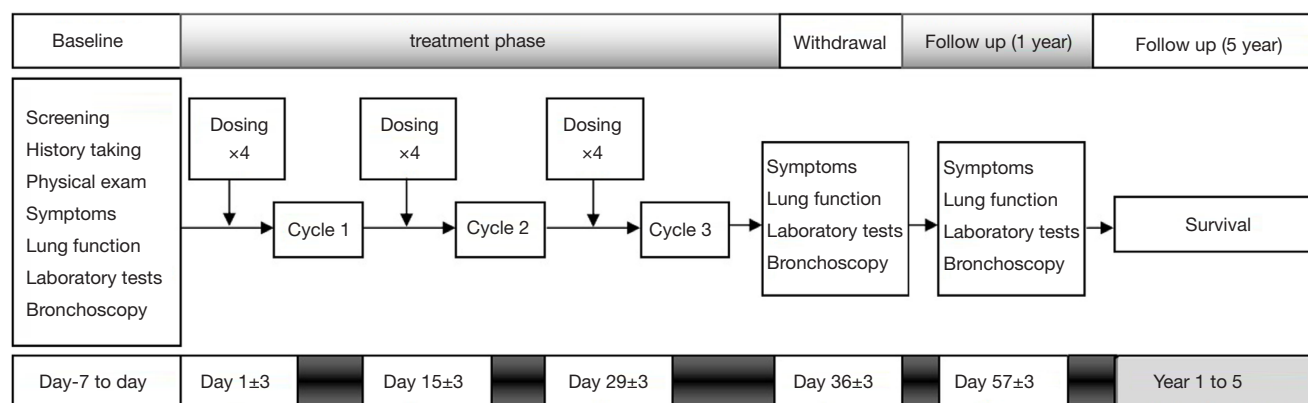 Baseline
treatment phase
Withdrawal
Follow up (1 year)
Follow up (5 year)
Screening
History taking
Physical exam
Symptoms
Lung function
Laboratory tests
Bronchoscopy
Dosing
×4
Cycle 1
Dosing
×4
Cycle 2
Dosing
×4
Cycle 3
Symptoms
Lung function
Laboratory tests
Bronchoscopy
Symptoms
Lung function
Laboratory tests
Bronchoscopy
Survival
Day-7 to day
Day 1±3
Day 15±3
Day 29±3
Day 36±3
Day 57±3
Year 1 to 5